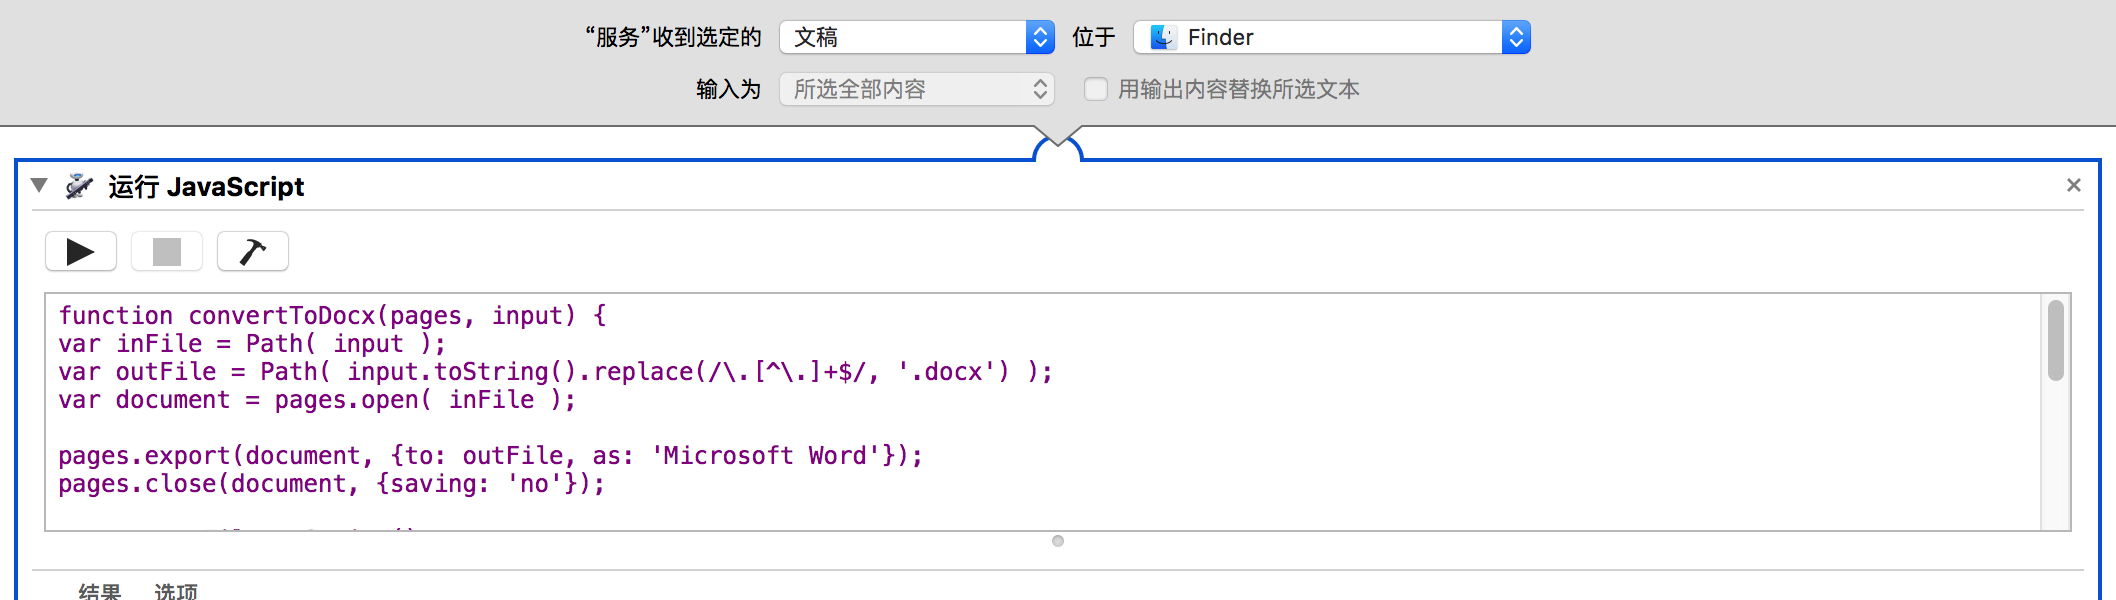 “服务”收到选定的 文稿 位于 Finder
输入为 所选全部内容 用输出内容替换所选文本
运行 JavaScript
function convertToDocx(pages, input) {
var inFile = Path( input );
var outFile = Path( input.toString().replace(/\.[^\.]+$/, '.docx') );
var document = pages.open( inFile );
pages.export(document, {to: outFile, as: 'Microsoft Word'});
pages.close(document, {saving: 'no'});
结果 选项